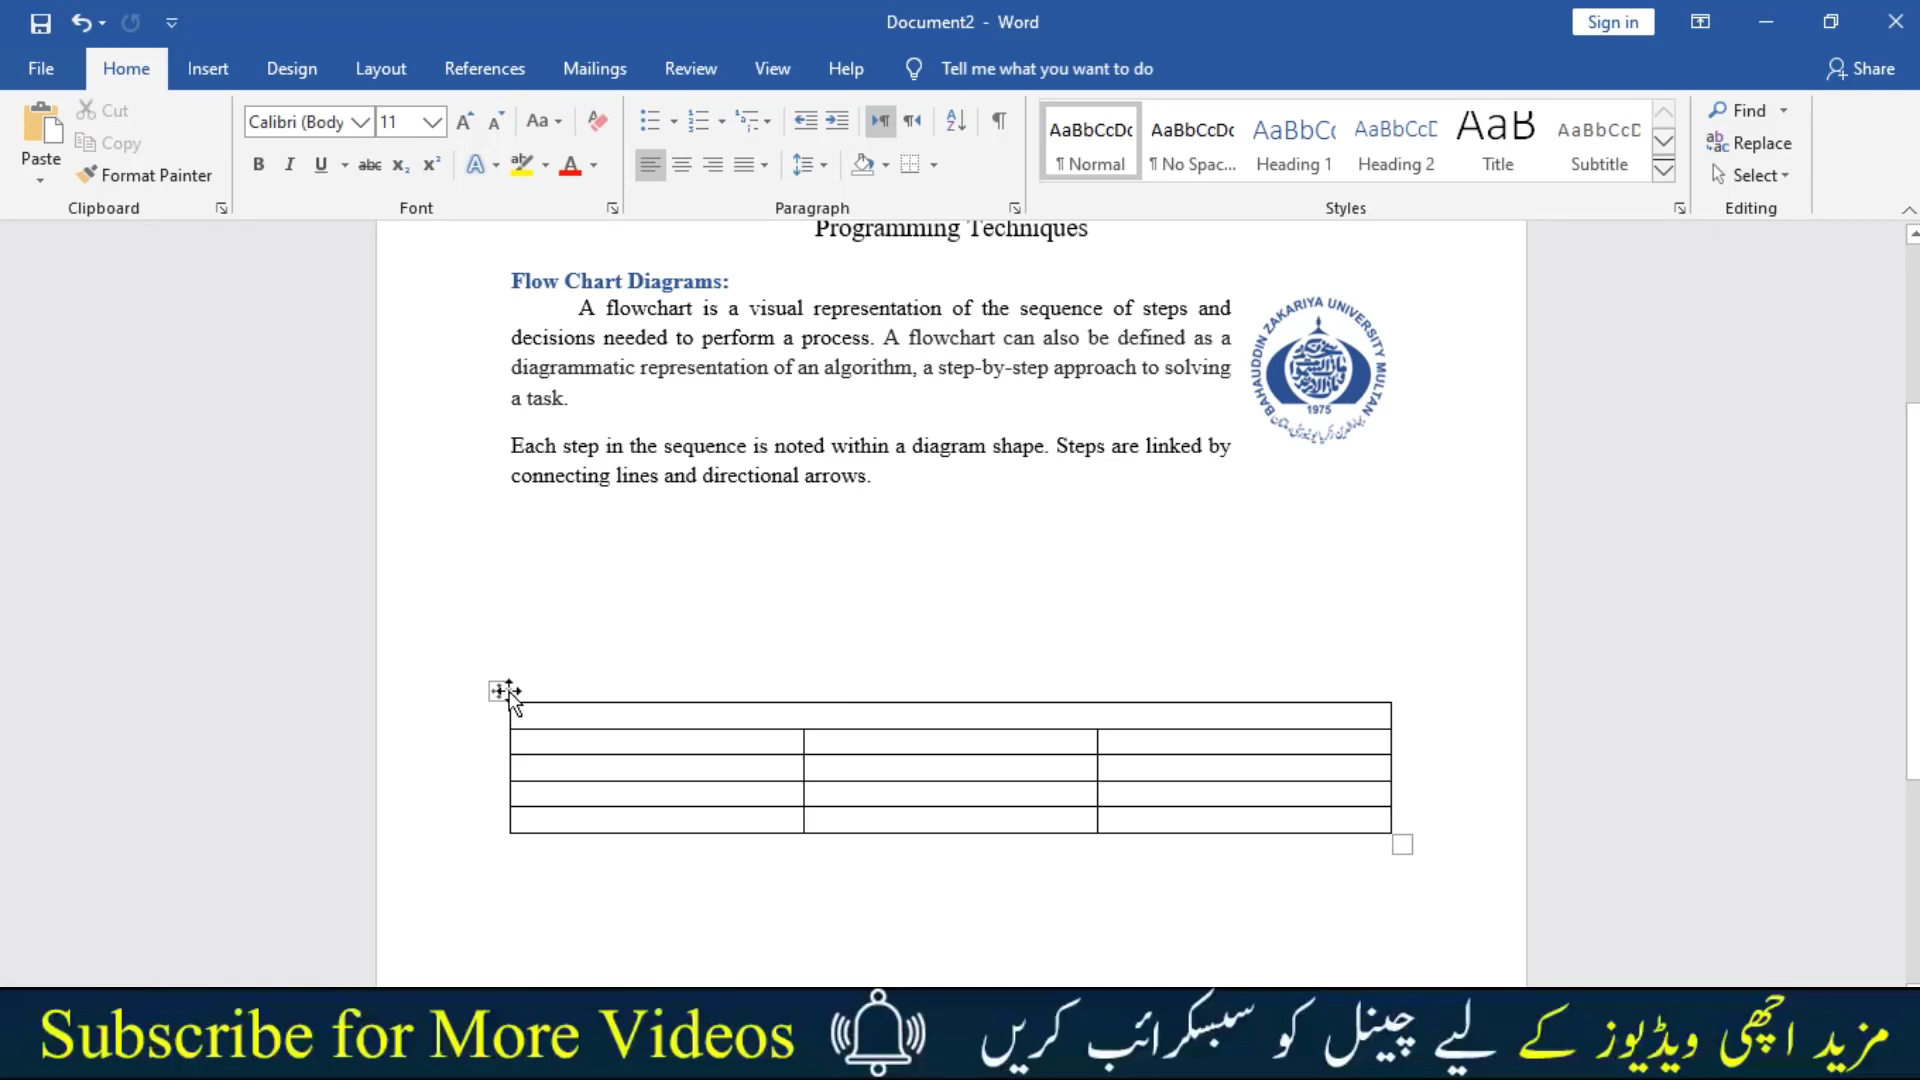 Document2 - Word
Sign in
File Home Insert Design Layout References Mailings Review View Help Tell me what you want to do Share
Paste
Cut
Copy
Format Painter
Clipboard
Calibri (Body 11
Aa
B I U abc x₂ x² A ab A
Font
Paragraph
AaBbCcDc AaBbCcDc AaBbCc AaBbCcD AaB AaBbCcD
¶ Normal ¶ No Spac... Heading 1 Heading 2 Title Subtitle
Styles
Find
Replace
Select
Editing
Programming Techniques
Flow Chart Diagrams:
A flowchart is a visual representation of the sequence of steps and
decisions needed to perform a process. A flowchart can also be defined as a
diagrammatic representation of an algorithm, a step-by-step approach to solving
a task.
Each step in the sequence is noted within a diagram shape. Steps are linked by
connecting lines and directional arrows.
BAHAUDDIN ZAKARIYA UNIVERSITY MULTAN
1975
Subscribe for More Videos
مزید اچھی ویڈیوز کے لیے چینل کو سبسکرائب کریں